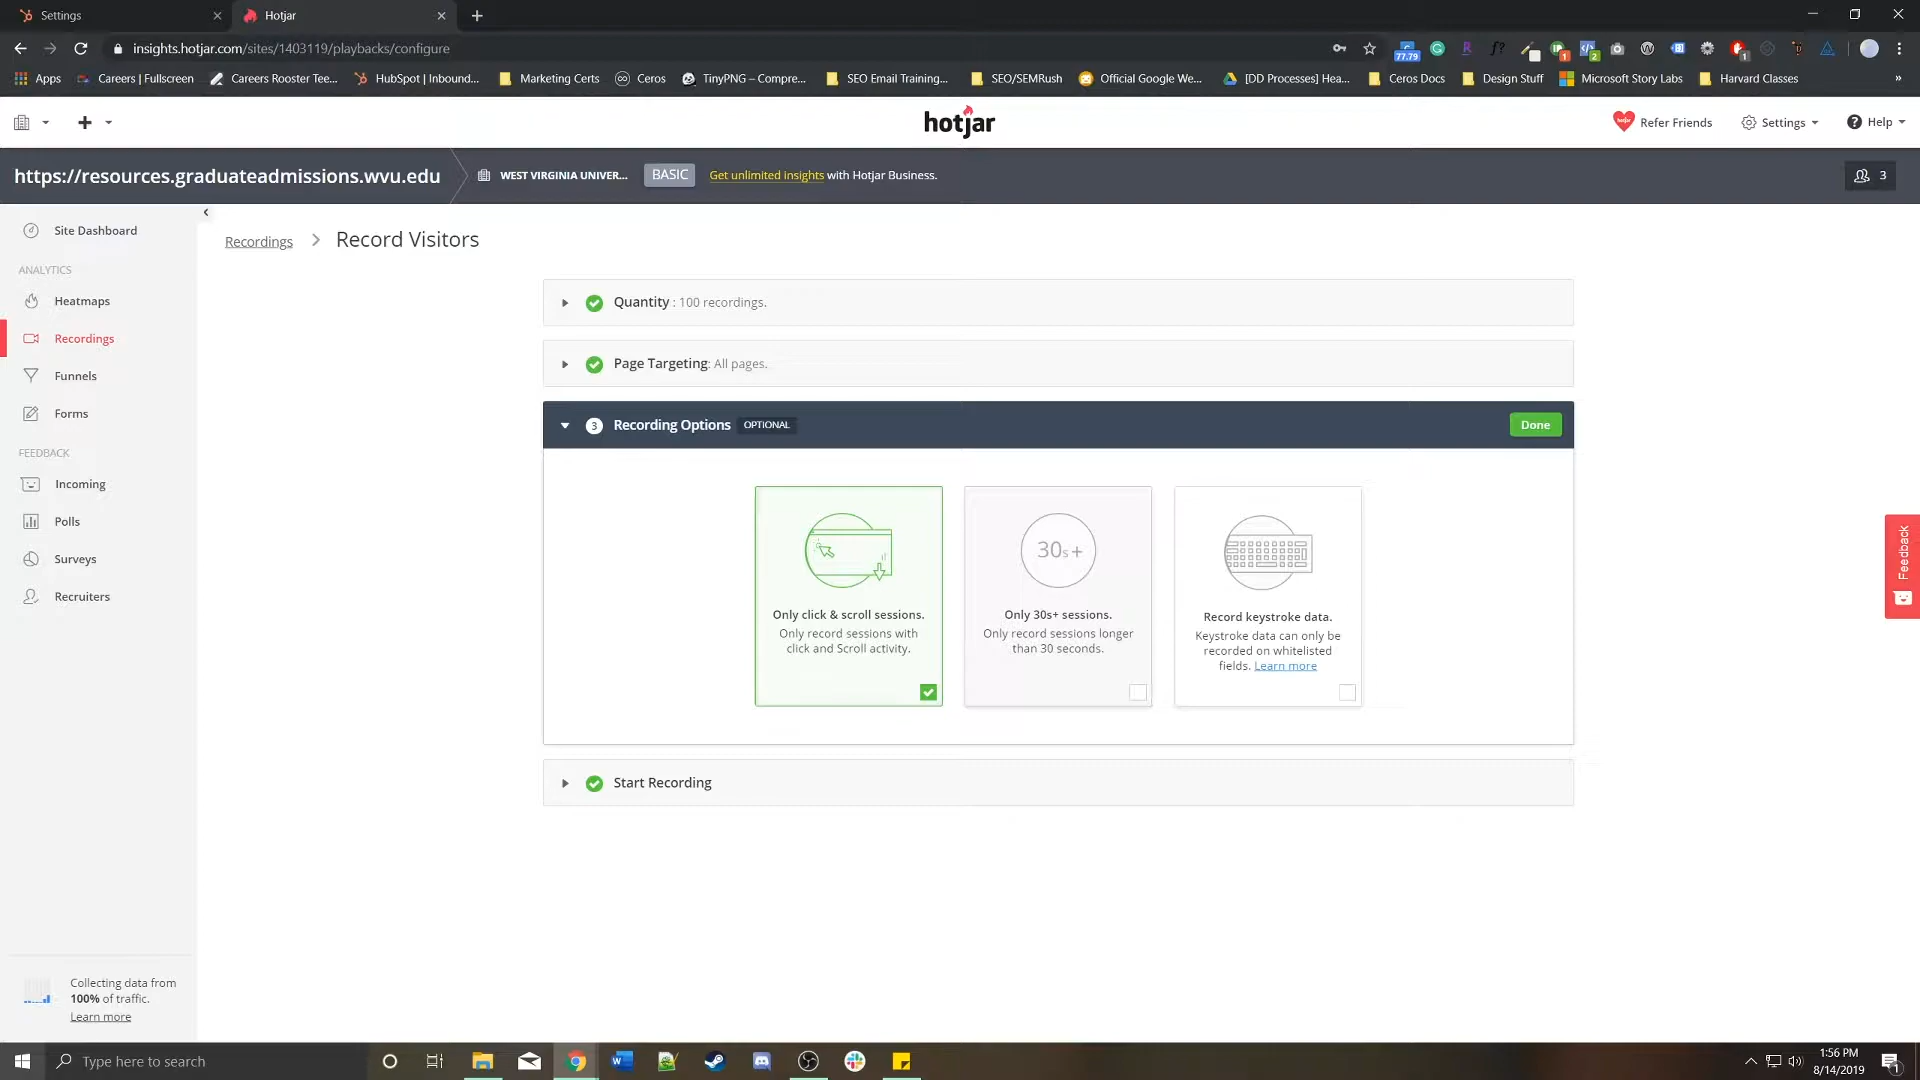 Settings
Hotjar
insights.hotjar.com/sites/1403119/playbacks/configure
77.79
f?
1
2
1
Apps
Careers | Fullscreen
Careers Rooster Tee...
HubSpot | Inbound...
Marketing Certs
Ceros
TinyPNG – Compre...
SEO Email Training...
SEO/SEMRush
Official Google We...
[DD Processes] Hea...
Ceros Docs
Design Stuff
Microsoft Story Labs
Harvard Classes
»
hotjar
Refer Friends
Settings
Help
https://resources.graduateadmissions.wvu.edu
WEST VIRGINIA UNIVER...
BASIC
Get unlimited insights with Hotjar Business.
3
Site Dashboard
ANALYTICS
Heatmaps
Recordings
Funnels
Forms
FEEDBACK
Incoming
Polls
Surveys
Recruiters
Collecting data from
100% of traffic.
Learn more
Recordings > Record Visitors
Quantity : 100 recordings.
Page Targeting: All pages.
3 Recording Options OPTIONAL
Done
Only click & scroll sessions.
Only record sessions with
click and Scroll activity.
30s+
Only 30s+ sessions.
Only record sessions longer
than 30 seconds.
Record keystroke data.
Keystroke data can only be
recorded on whitelisted
fields. Learn more
Start Recording
Feedback
Type here to search
1:56 PM
8/14/2019
1